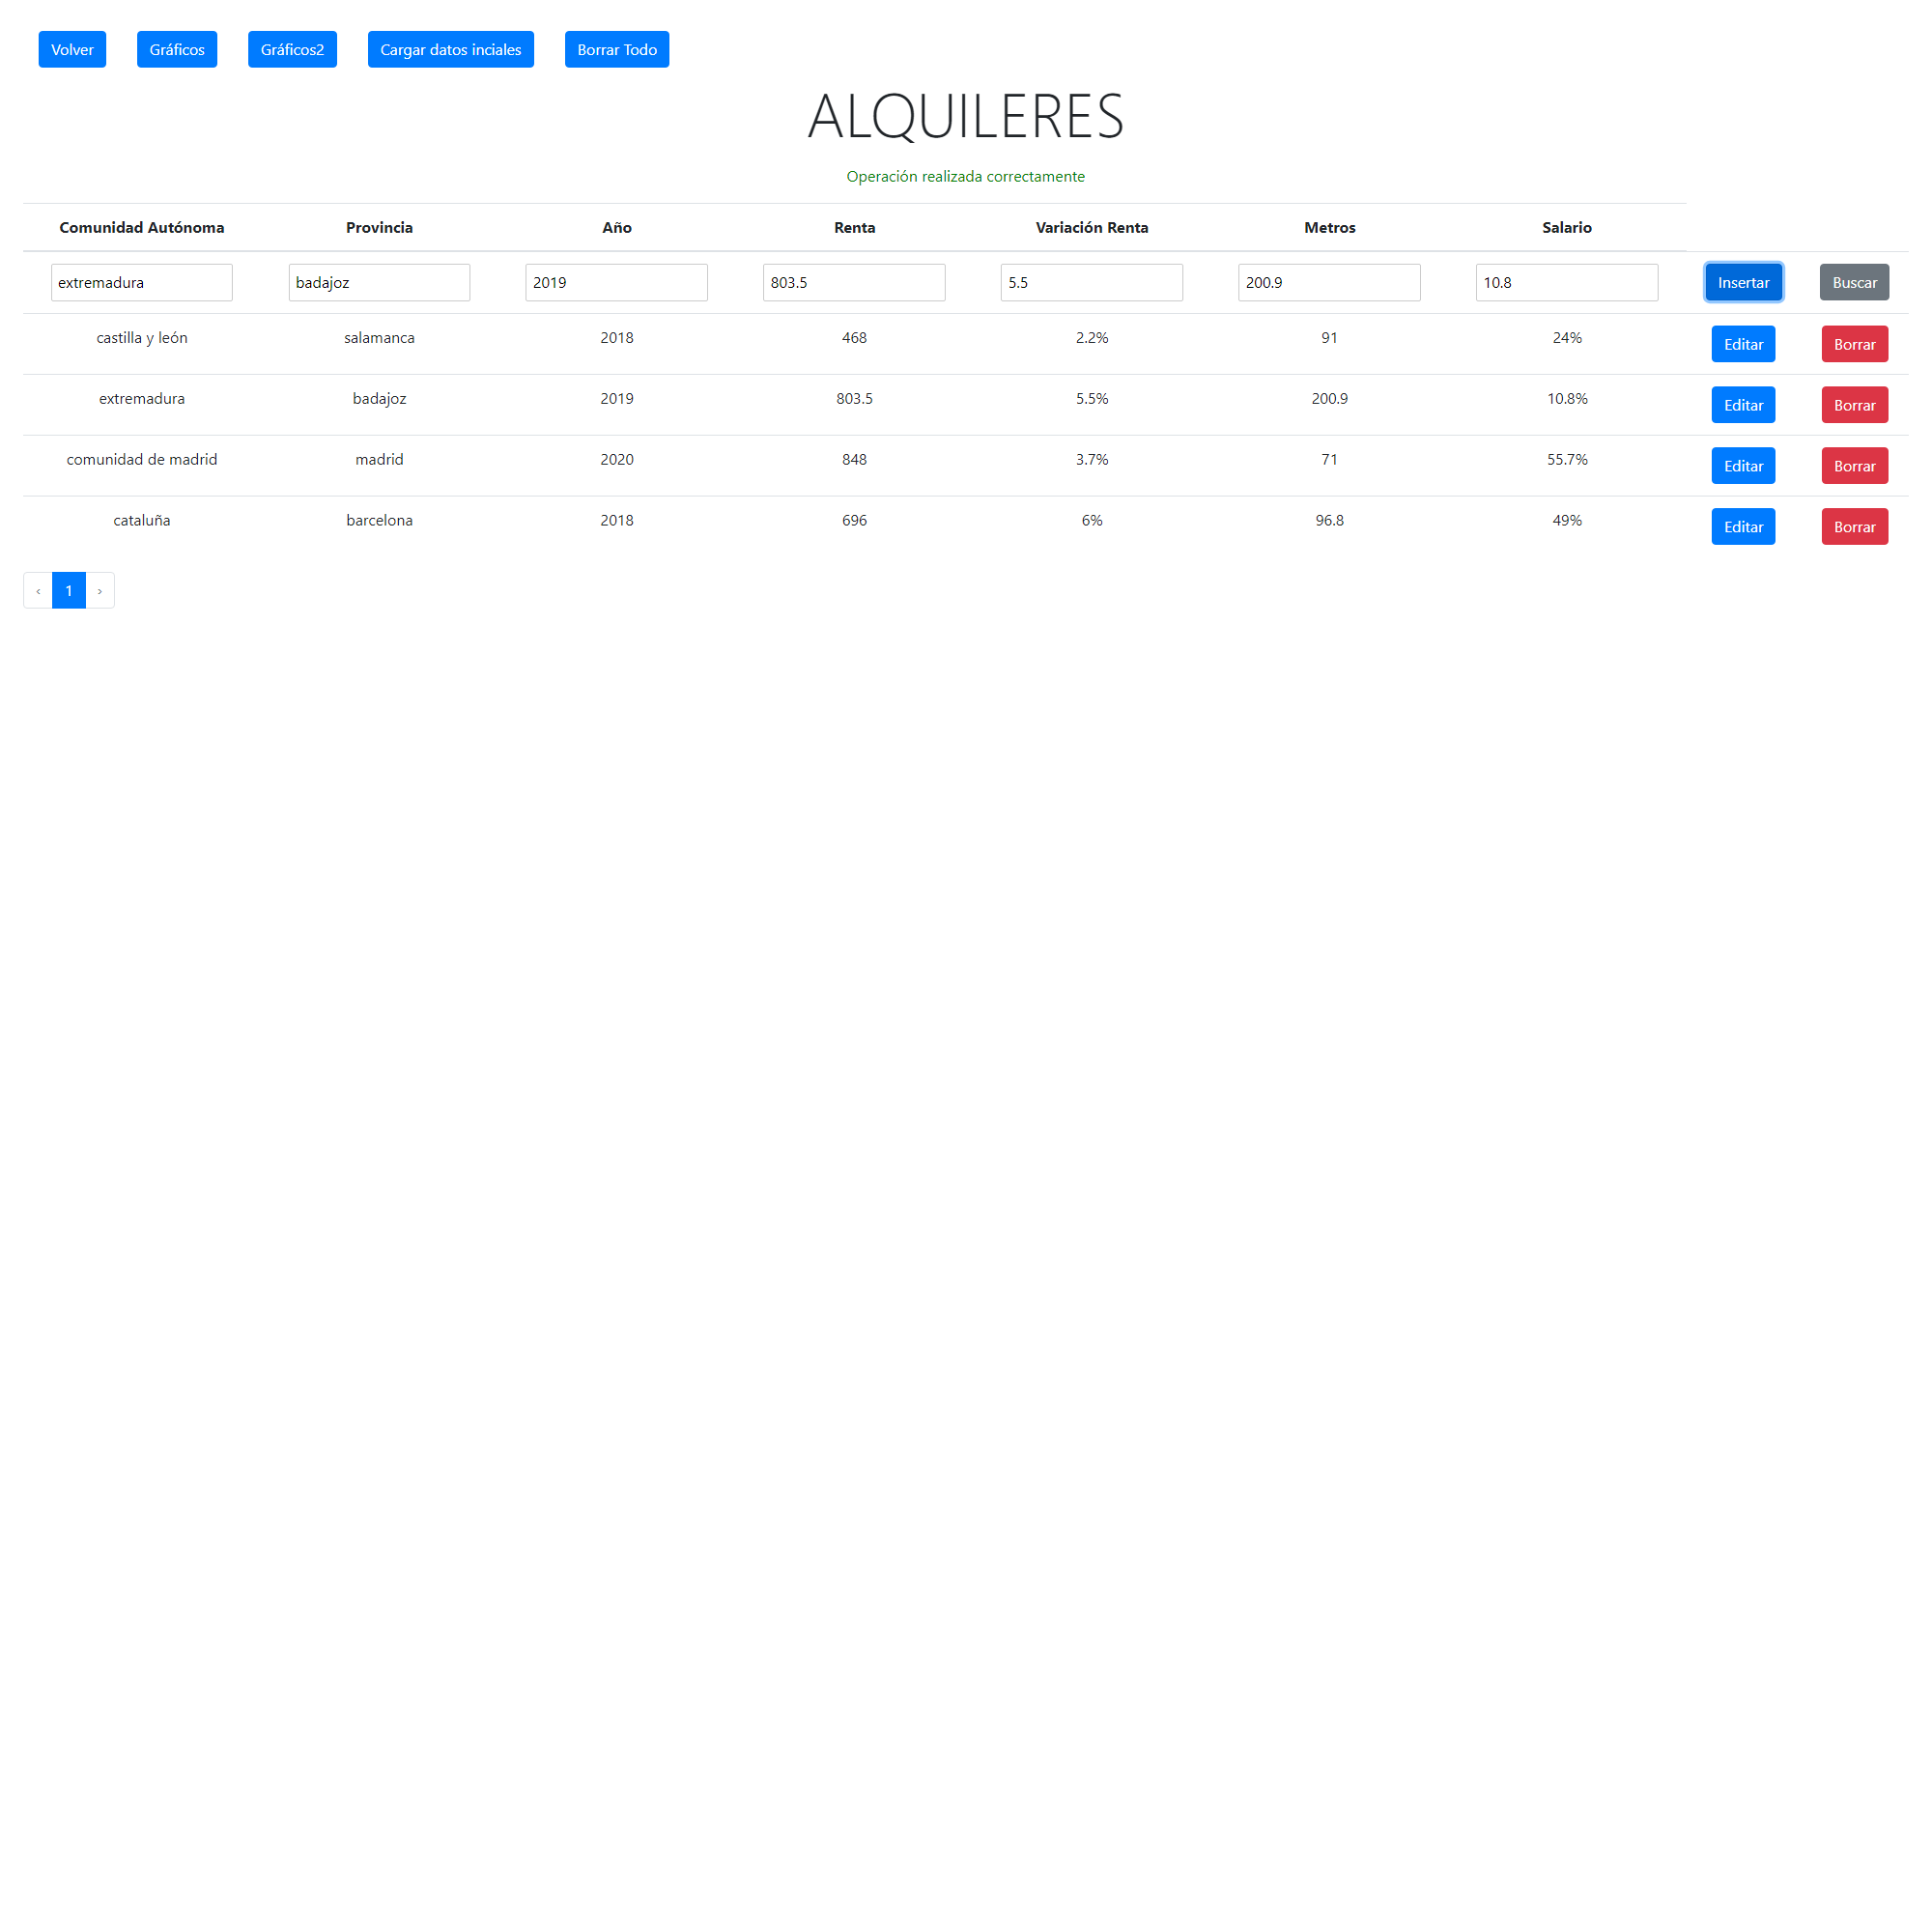 Volver Gráficos Gráficos2 Cargar datos inciales Borrar Todo
ALQUILERES
Operación realizada correctamente
Comunidad Autónoma Provincia Año Renta Variación Renta Metros Salario
extremadura badajoz 2019 803.5 5.5 200.9 10.8 Insertar Buscar
castilla y león salamanca 2018 468 2.2% 91 24% Editar Borrar
extremadura badajoz 2019 803.5 5.5% 200.9 10.8% Editar Borrar
comunidad de madrid madrid 2020 848 3.7% 71 55.7% Editar Borrar
cataluña barcelona 2018 696 6% 96.8 49% Editar Borrar
‹ 1 ›